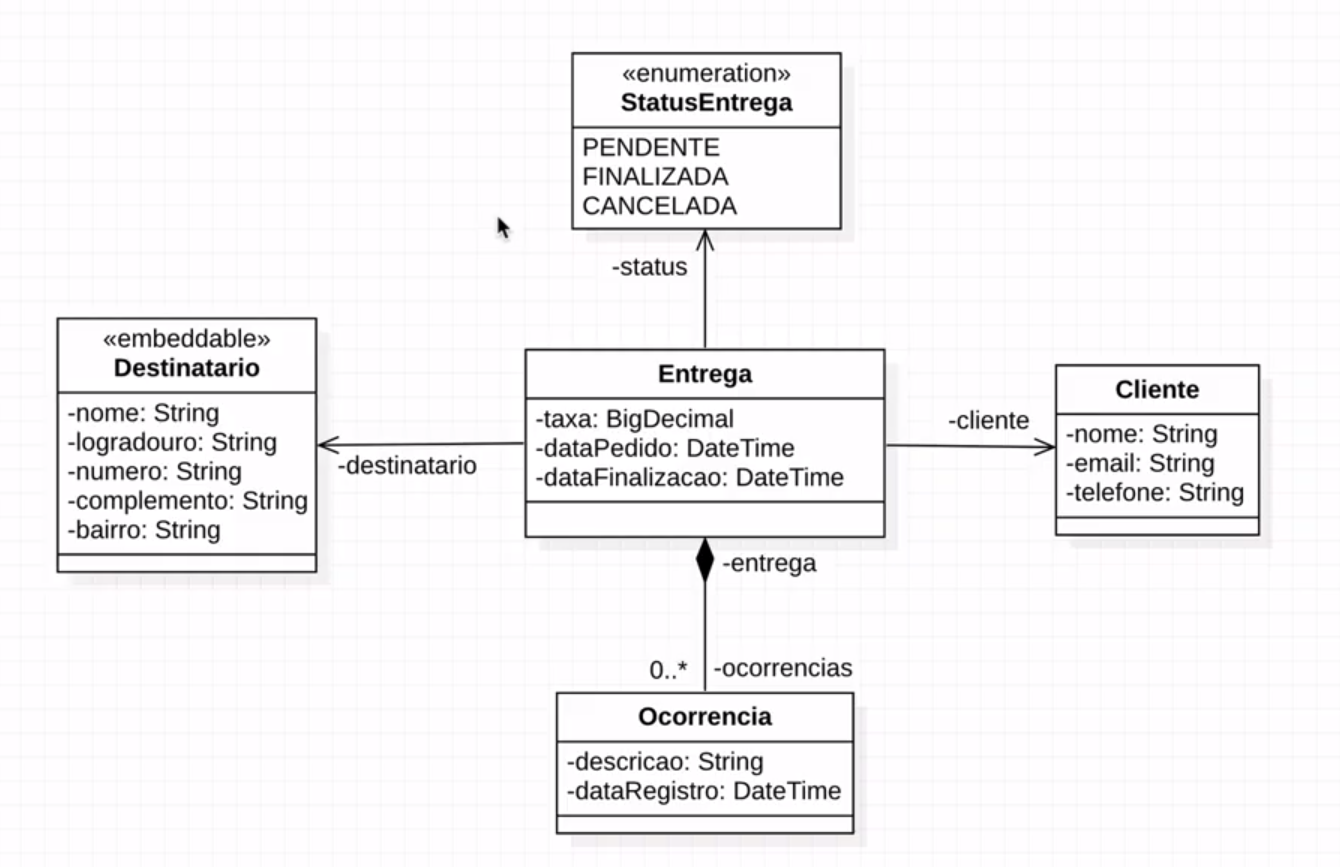 «enumeration»
StatusEntrega
PENDENTE
FINALIZADA
CANCELADA
-status
«embeddable»
Destinatario
-nome: String
-logradouro: String
-numero: String
-complemento: String
-bairro: String
-destinatario
Entrega
-taxa: BigDecimal
-dataPedido: DateTime
-dataFinalizacao: DateTime
-cliente
Cliente
-nome: String
-email: String
-telefone: String
-entrega
0..*
-ocorrencias
Ocorrencia
-descricao: String
-dataRegistro: DateTime